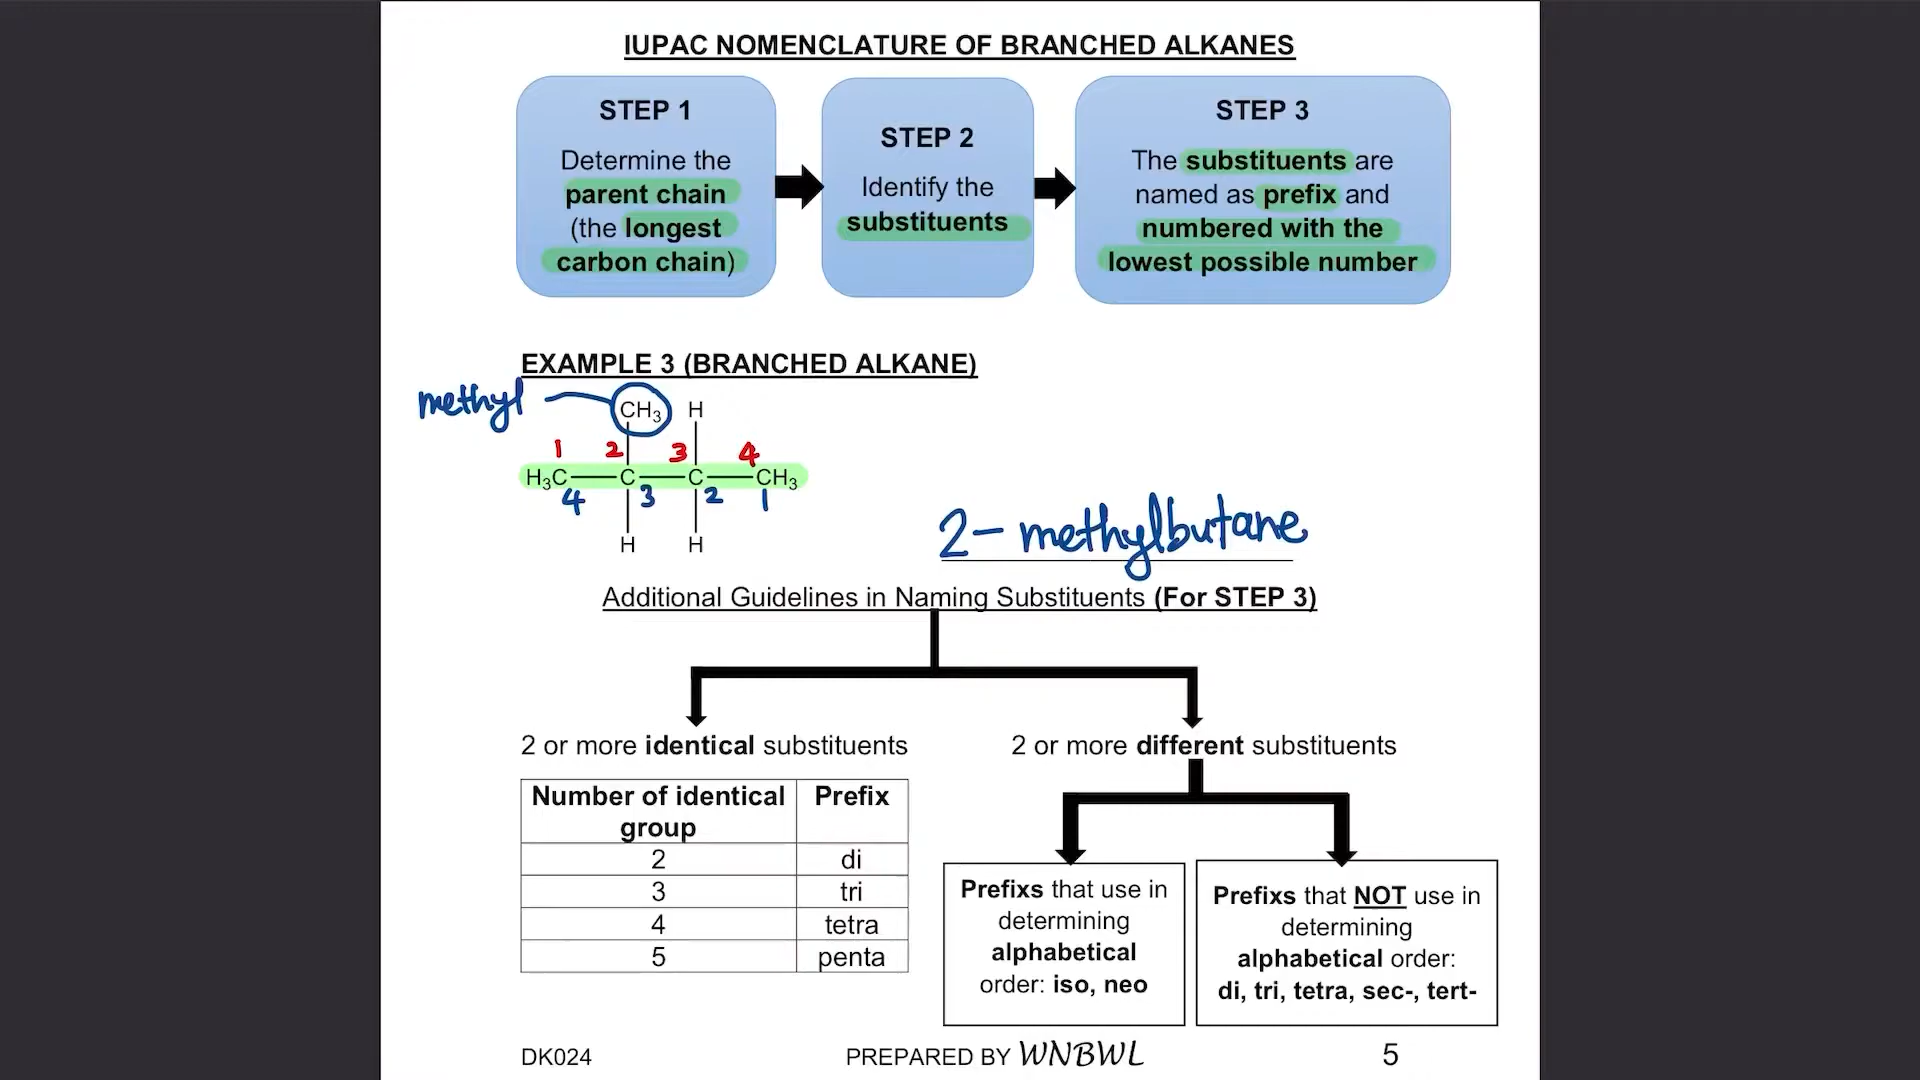 IUPAC NOMENCLATURE OF BRANCHED ALKANES
STEP 1
Determine the
parent chain
(the longest
carbon chain)
STEP 2
Identify the
substituents
STEP 3
The substituents are
named as prefix and
numbered with the
lowest possible number
EXAMPLE 3 (BRANCHED ALKANE)
methyl
CH3 H
1 2 3 4
H3C C C CH3
4 3 2 1
H H
2- methylbutane
Additional Guidelines in Naming Substituents (For STEP 3)
2 or more identical substituents
Number of identical group Prefix
2 di
3 tri
4 tetra
5 penta
2 or more different substituents
Prefixs that use in
determining
alphabetical
order: iso, neo
Prefixs that NOT use in
determining
alphabetical order:
di, tri, tetra, sec-, tert-
DK024 PREPARED BY WNBWL 5